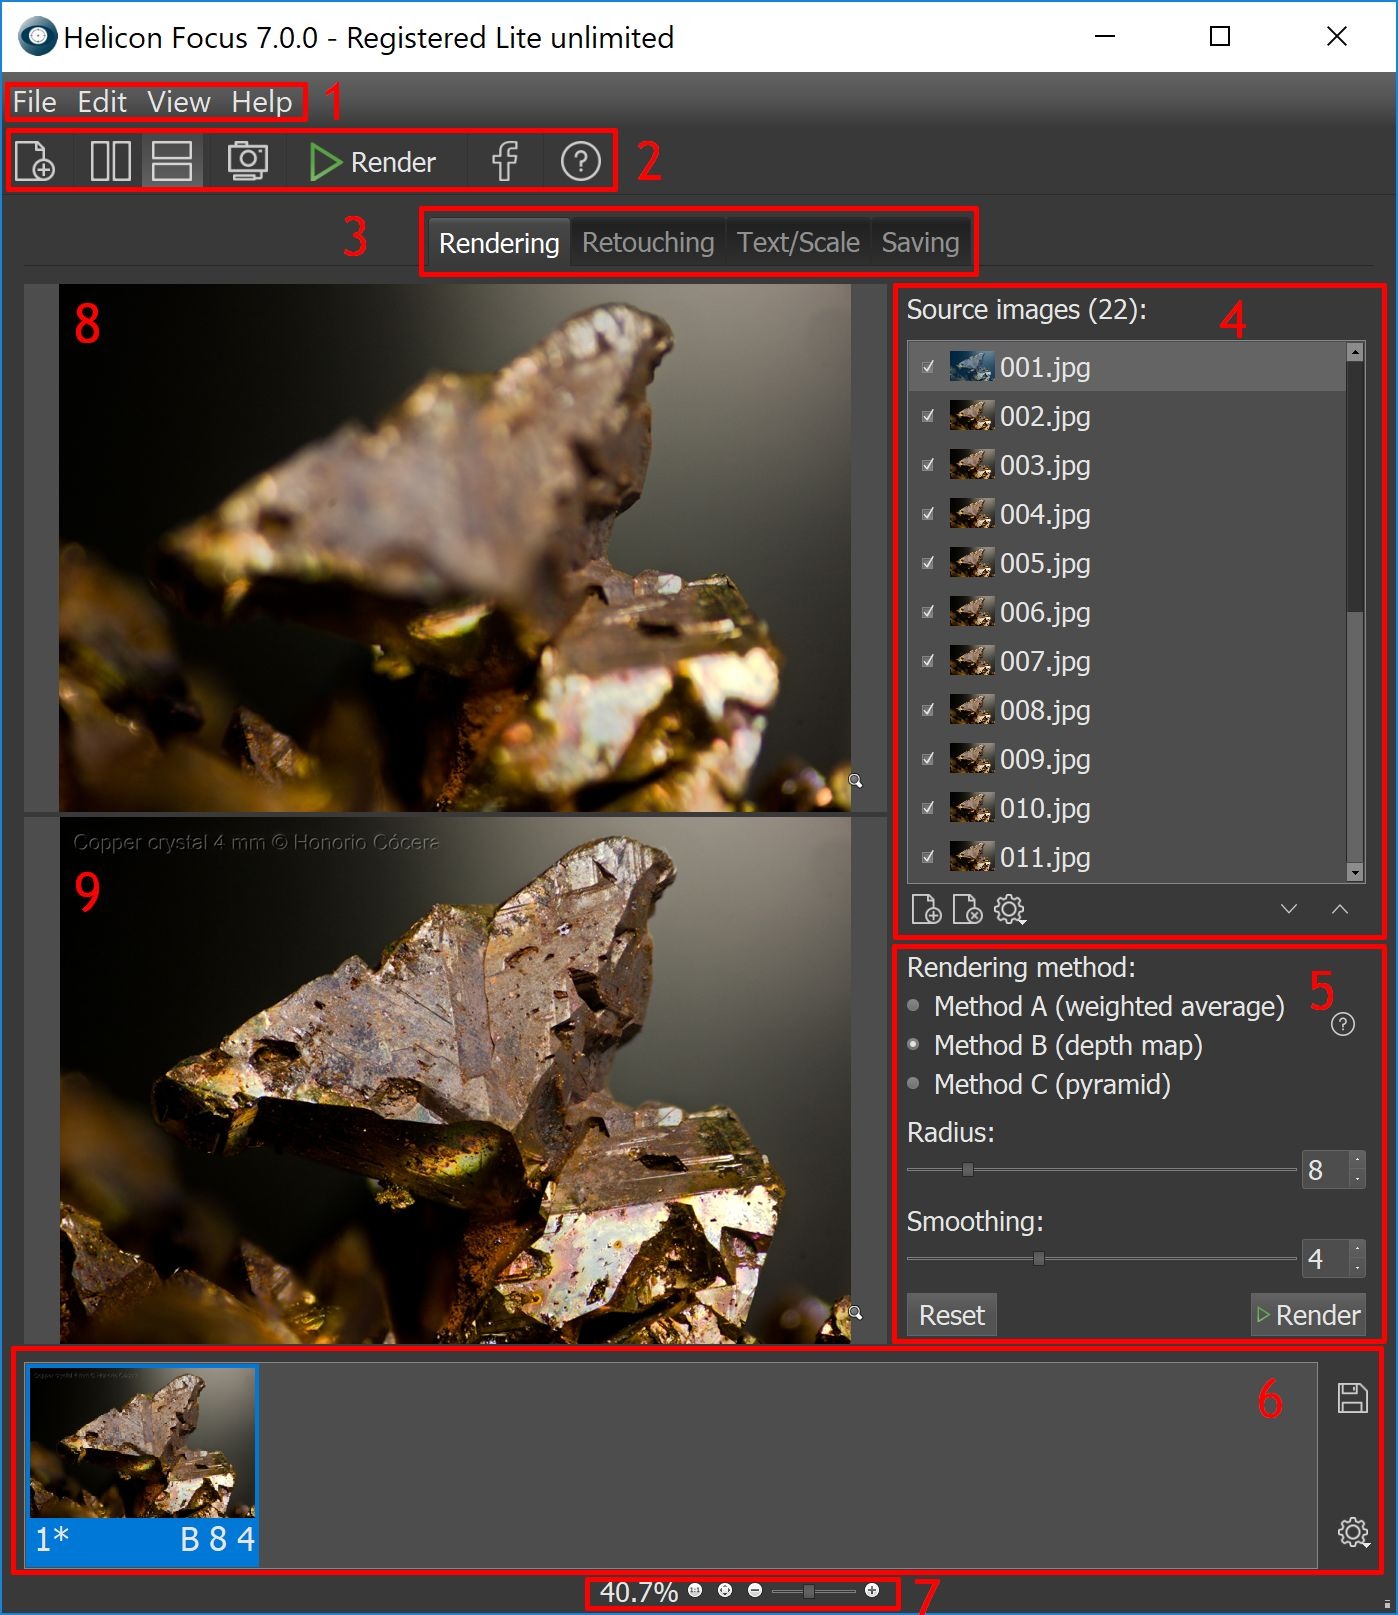 Helicon Focus 7.0.0 - Registered Lite unlimited
File Edit View Help 1
Render 2
3 Rendering Retouching Text/Scale Saving
8
Source images (22): 4
001.jpg
002.jpg
003.jpg
004.jpg
005.jpg
006.jpg
007.jpg
008.jpg
009.jpg
010.jpg
011.jpg
Copper crystal 4 mm © Honorio Cócera
9
Rendering method:
5
Method A (weighted average)
Method B (depth map)
Method C (pyramid)
Radius:
8
Smoothing:
4
Reset Render
6
1* B 8 4
40.7% 7